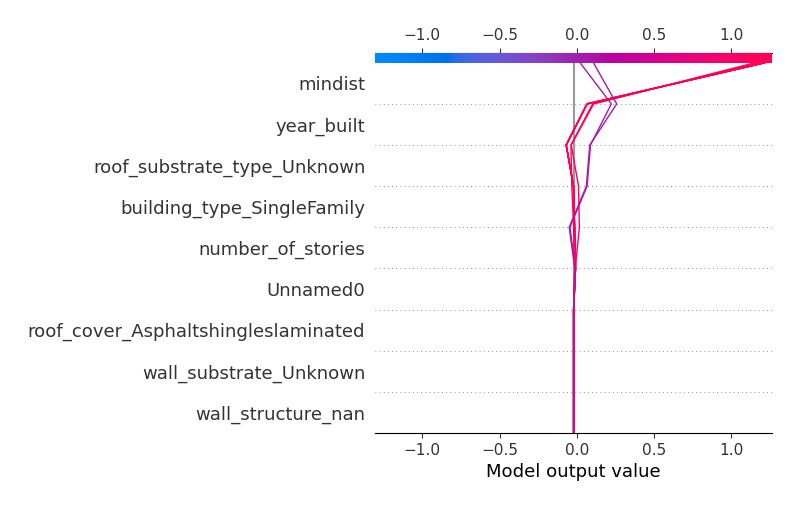 −1.0 −0.5 0.0 0.5 1.0
mindist
year_built
roof_substrate_type_Unknown
building_type_SingleFamily
number_of_stories
Unnamed0
roof_cover_Asphaltshingleslaminated
wall_substrate_Unknown
wall_structure_nan
−1.0 −0.5 0.0 0.5 1.0
Model output value